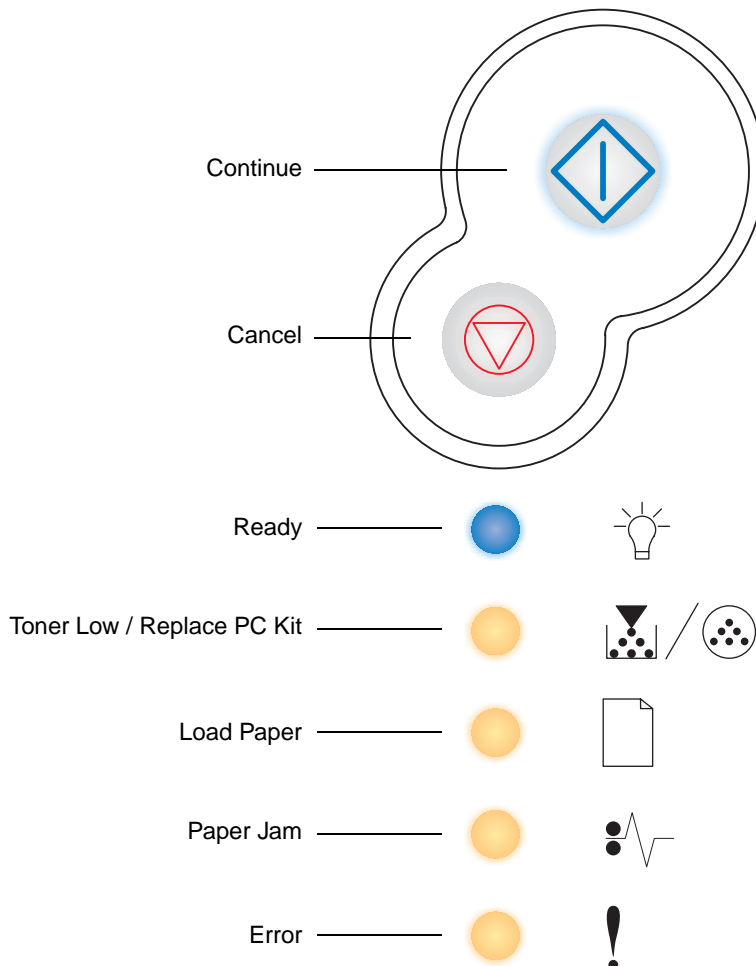 Continue
Cancel
Ready
Toner Low / Replace PC Kit
Load Paper
Paper Jam
Error